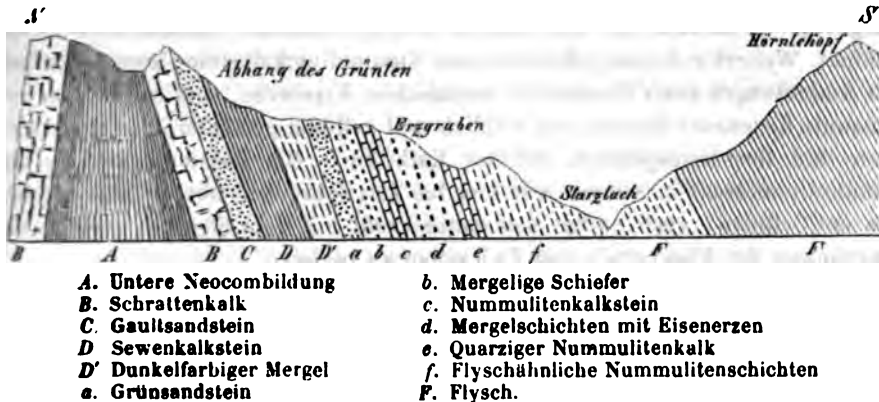 N S
Hörnlekopf
Abhang des Grünten
Erzgruben
Starzlach
B A B C D D' a b c d e f F F
A. Untere Neocombildung
B. Schrattenkalk
C. Gaultsandstein
D Sewenkalkstein
D' Dunkelfarbiger Mergel
a. Grünsandstein
b. Mergelige Schiefer
c. Nummulitenkalkstein
d. Mergelschichten mit Eisenerzen
e. Quarziger Nummulitenkalk
f. Flyschähnliche Nummulitenschichten
F. Flysch.